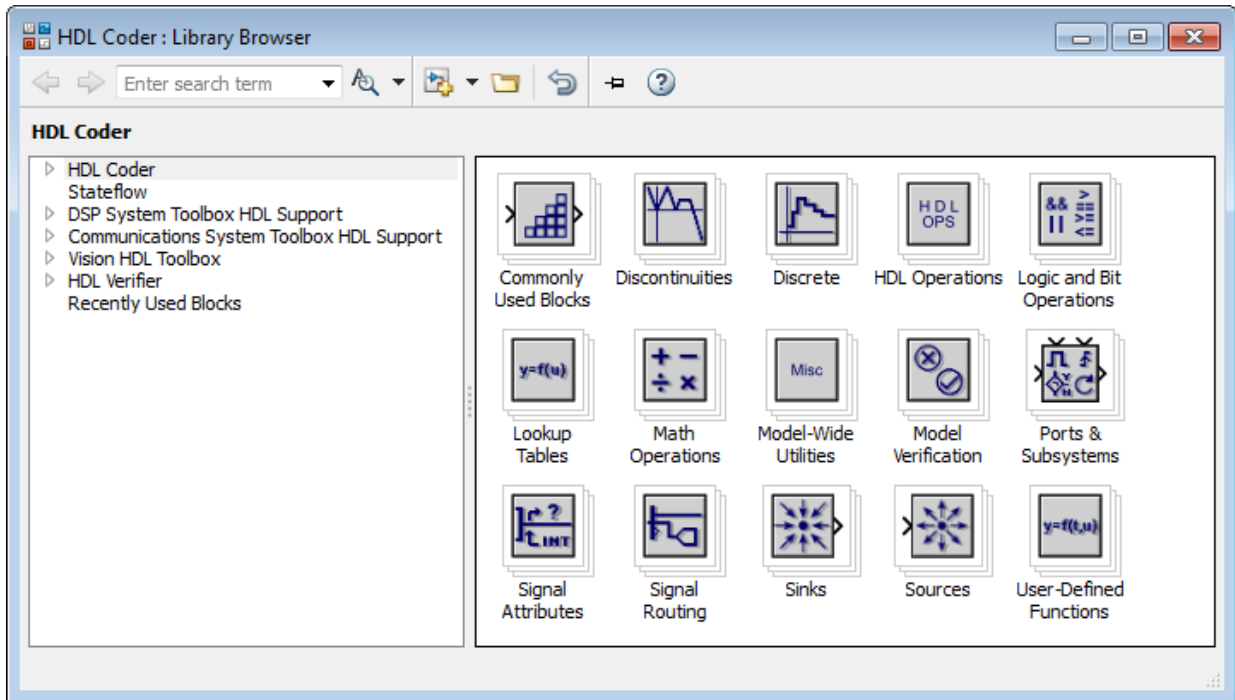 HDL Coder : Library Browser
Enter search term
HDL Coder
HDL Coder
Stateflow
DSP System Toolbox HDL Support
Communications System Toolbox HDL Support
Vision HDL Toolbox
HDL Verifier
Recently Used Blocks
HDL
OPS
&& > == >= <=
||
Commonly
Used Blocks
Discontinuities
Discrete
HDL Operations
Logic and Bit
Operations
y=f(u)
+ −
÷ ×
Misc
Y
N
C
Lookup
Tables
Math
Operations
Model-Wide
Utilities
Model
Verification
Ports &
Subsystems
?
INT
y=f(t,u)
Signal
Attributes
Signal
Routing
Sinks
Sources
User-Defined
Functions